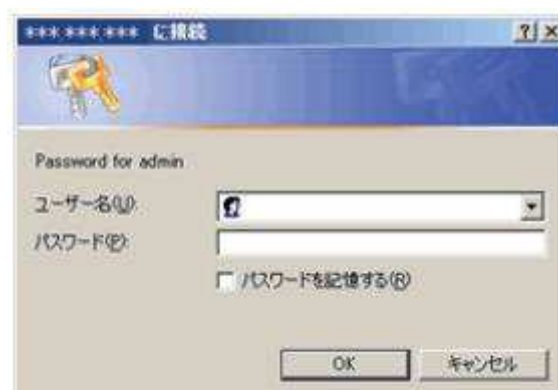 *** *** *** に接続
Password for admin
ユーザー名(U):
パスワード(P):
パスワードを記憶する(R)
OK
キャンセル